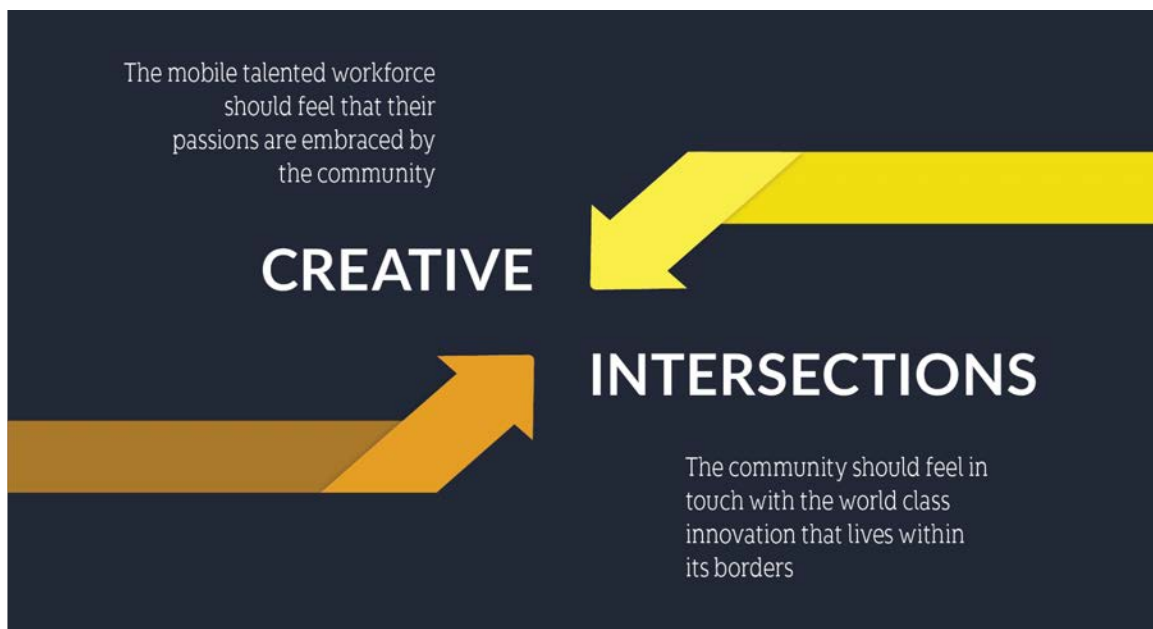 The mobile talented workforce
should feel that their
passions are embraced by
the community
CREATIVE
INTERSECTIONS
The community should feel in
touch with the world class
innovation that lives within
its borders